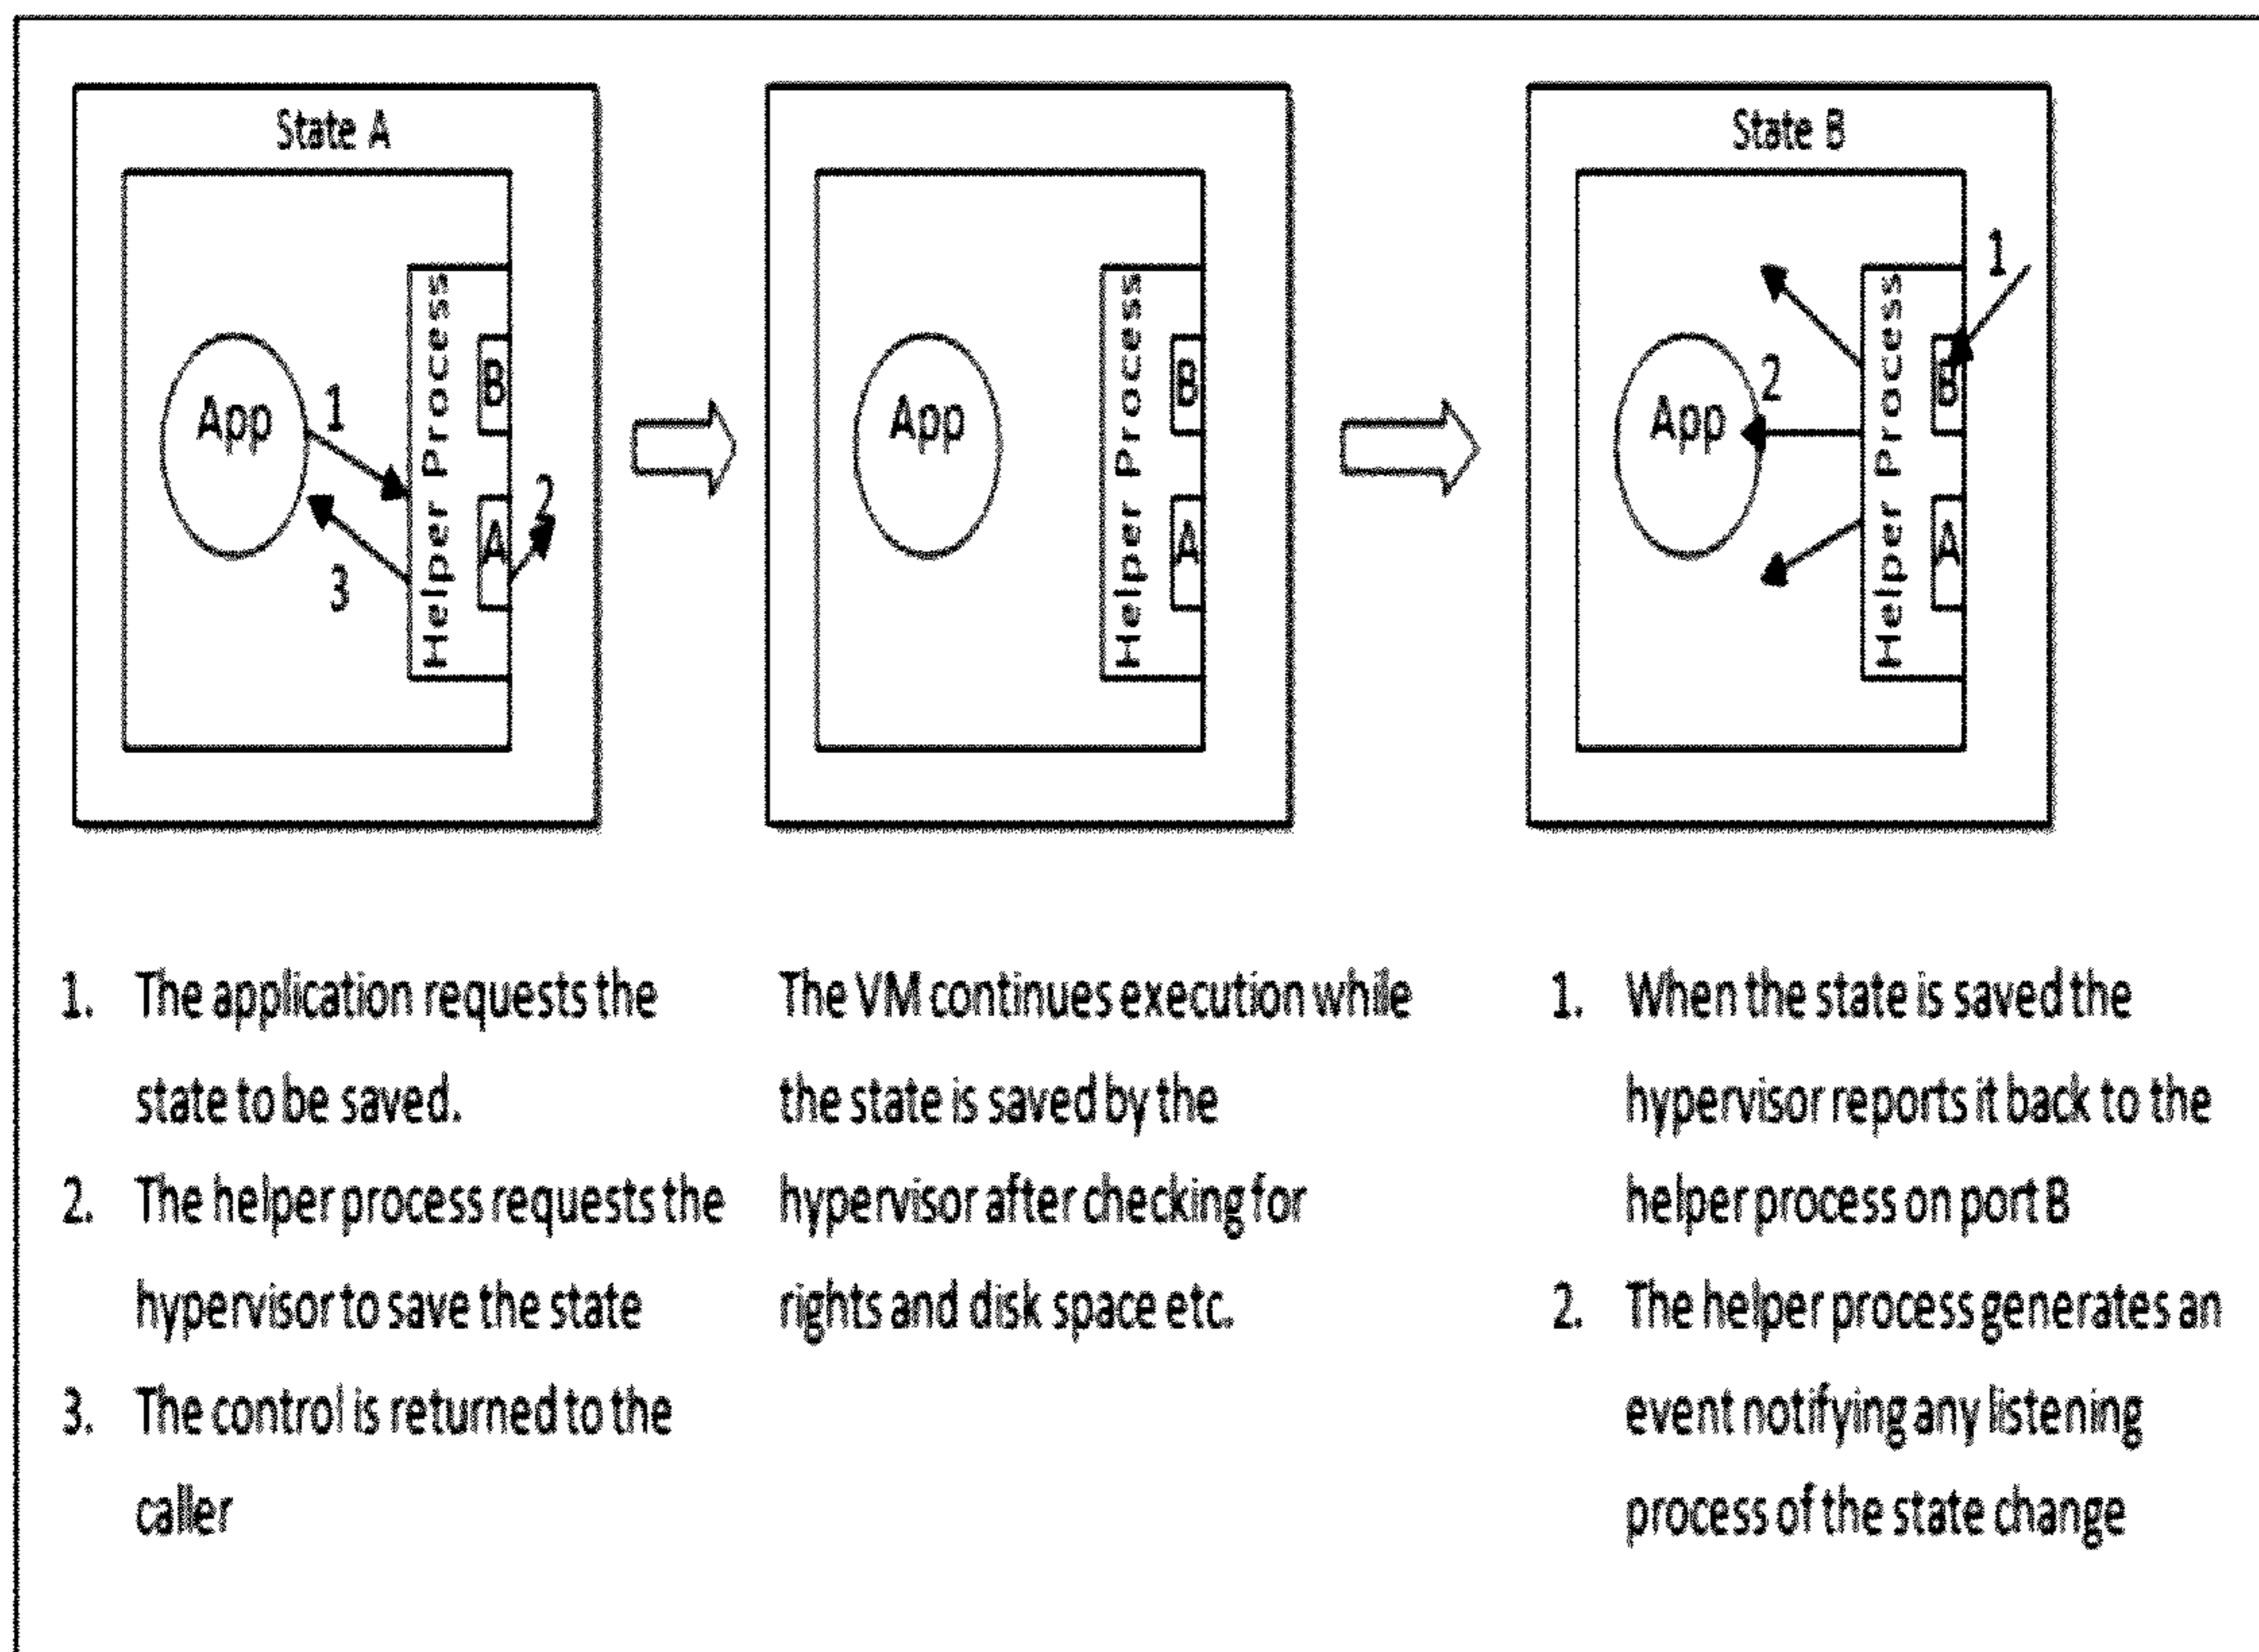 State A
App
1
2
3
Helper Process
B
A
App
Helper Process
B
A
State B
App
1
2
Helper Process
B
A
1. The application requests the
state to be saved.
2. The helper process requests the
hypervisor to save the state
3. The control is returned to the
caller
The VM continues execution while
the state is saved by the
hypervisor after checking for
rights and disk space etc.
1. When the state is saved the
hypervisor reports it back to the
helper process on port B
2. The helper process generates an
event notifying any listening
process of the state change